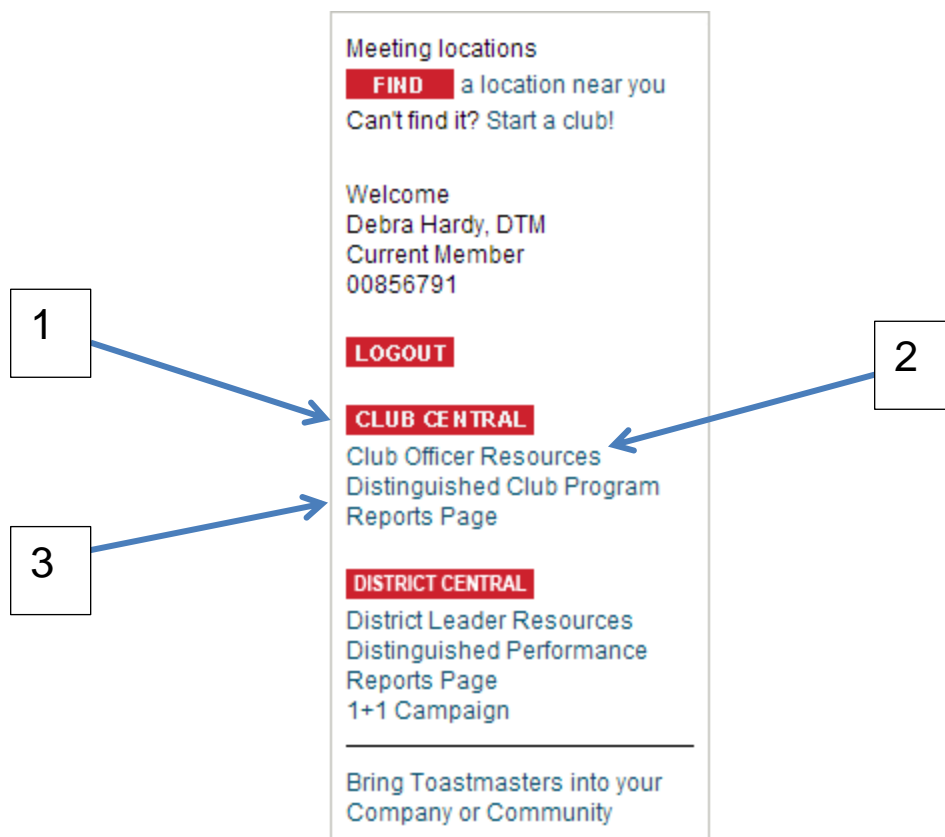 Meeting locations
FIND a location near you
Can't find it? Start a club!
Welcome
Debra Hardy, DTM
Current Member
00856791
1
LOGOUT
2
CLUB CENTRAL
Club Officer Resources
Distinguished Club Program
Reports Page
3
DISTRICT CENTRAL
District Leader Resources
Distinguished Performance
Reports Page
1+1 Campaign
Bring Toastmasters into your
Company or Community